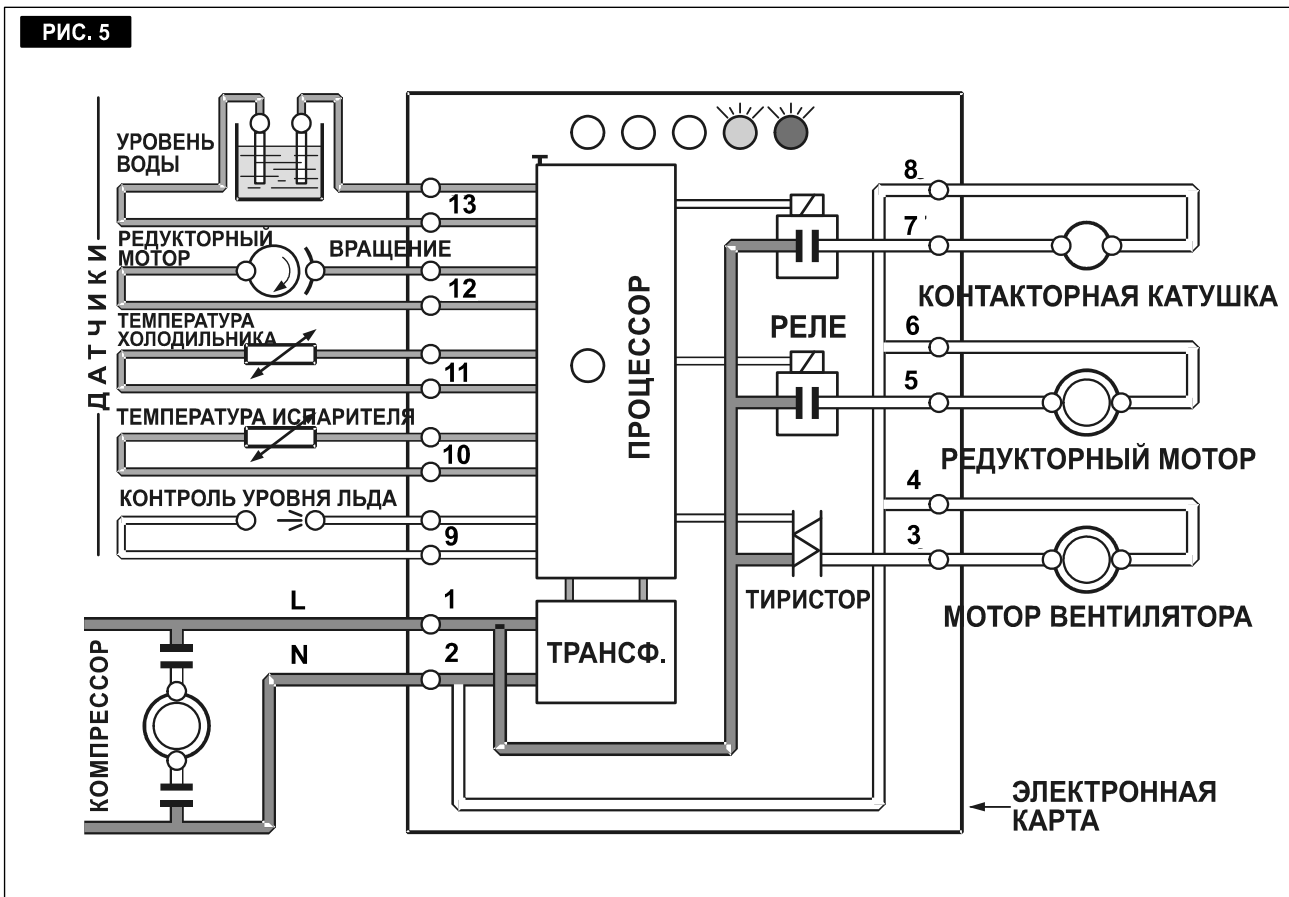 РИС. 5
УРОВЕНЬ
ВОДЫ
13
РЕДУКТОРНЫЙ
МОТОР
ВРАЩЕНИЕ
12
ТЕМПЕРАТУРА
ХОЛОДИЛЬНИКА
11
ТЕМПЕРАТУРА ИСПАРИТЕЛЯ
10
КОНТРОЛЬ УРОВНЯ ЛЬДА
9
ДАТЧИКИ
L
1
N
2
КОМПРЕССОР
ПРОЦЕССОР
ТРАНСФ.
РЕЛЕ
ТИРИСТОР
8
7
КОНТАКТОРНАЯ КАТУШКА
6
5
РЕДУКТОРНЫЙ МОТОР
4
3
МОТОР ВЕНТИЛЯТОРА
ЭЛЕКТРОННАЯ
КАРТА